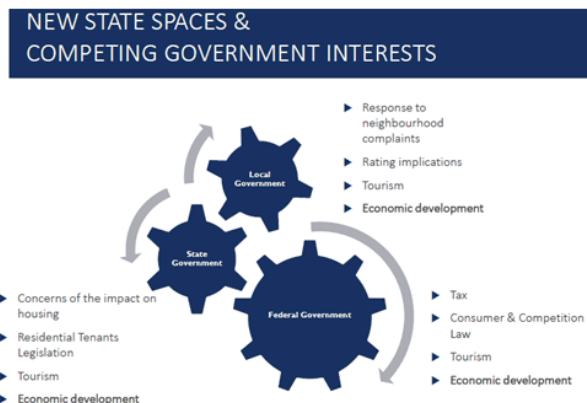 NEW STATE SPACES &
COMPETING GOVERNMENT INTERESTS
Response to
neighbourhood
complaints
Rating implications
Tourism
Economic development
Local
Government
State
Government
Federal Government
Concerns of the impact on
housing
Residential Tenants
Legislation
Tourism
Economic development
Tax
Consumer & Competition
Law
Tourism
Economic development